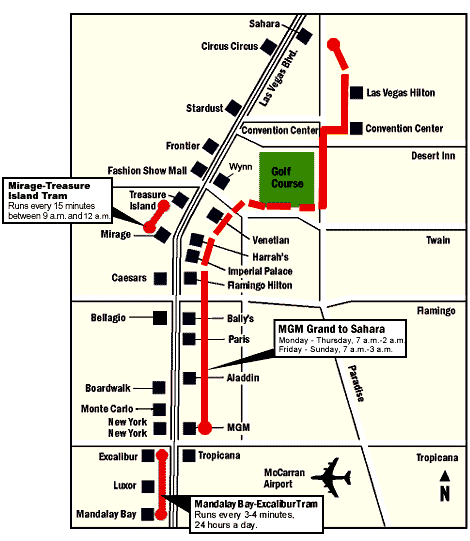 Sahara
Circus Circus
Las Vegas Blvd.
Las Vegas Hilton
Stardust
Convention Center
Convention Center
Frontier
Desert Inn
Fashion Show Mall
Wynn
Golf
Course
Mirage-Treasure
Island Tram
Runs every 15 minutes
between 9 a.m. and 12 a.m.
Treasure
Island
Mirage
Venetian
Twain
Harrah's
Imperial Palace
Caesars
Flamingo Hilton
Bellagio
Bally's
Flamingo
Paris
MGM Grand to Sahara
Monday - Thursday, 7 a.m.-2 a.m.
Friday - Sunday, 7 a.m.-3 a.m.
Aladdin
Paradise
Boardwalk
Monte Carlo
New York
New York
MGM
Excalibur
Tropicana
Tropicana
McCarran
Airport
Luxor
N
Mandalay Bay
Mandalay Bay-Excalibur Tram
Runs every 3-4 minutes,
24 hours a day.